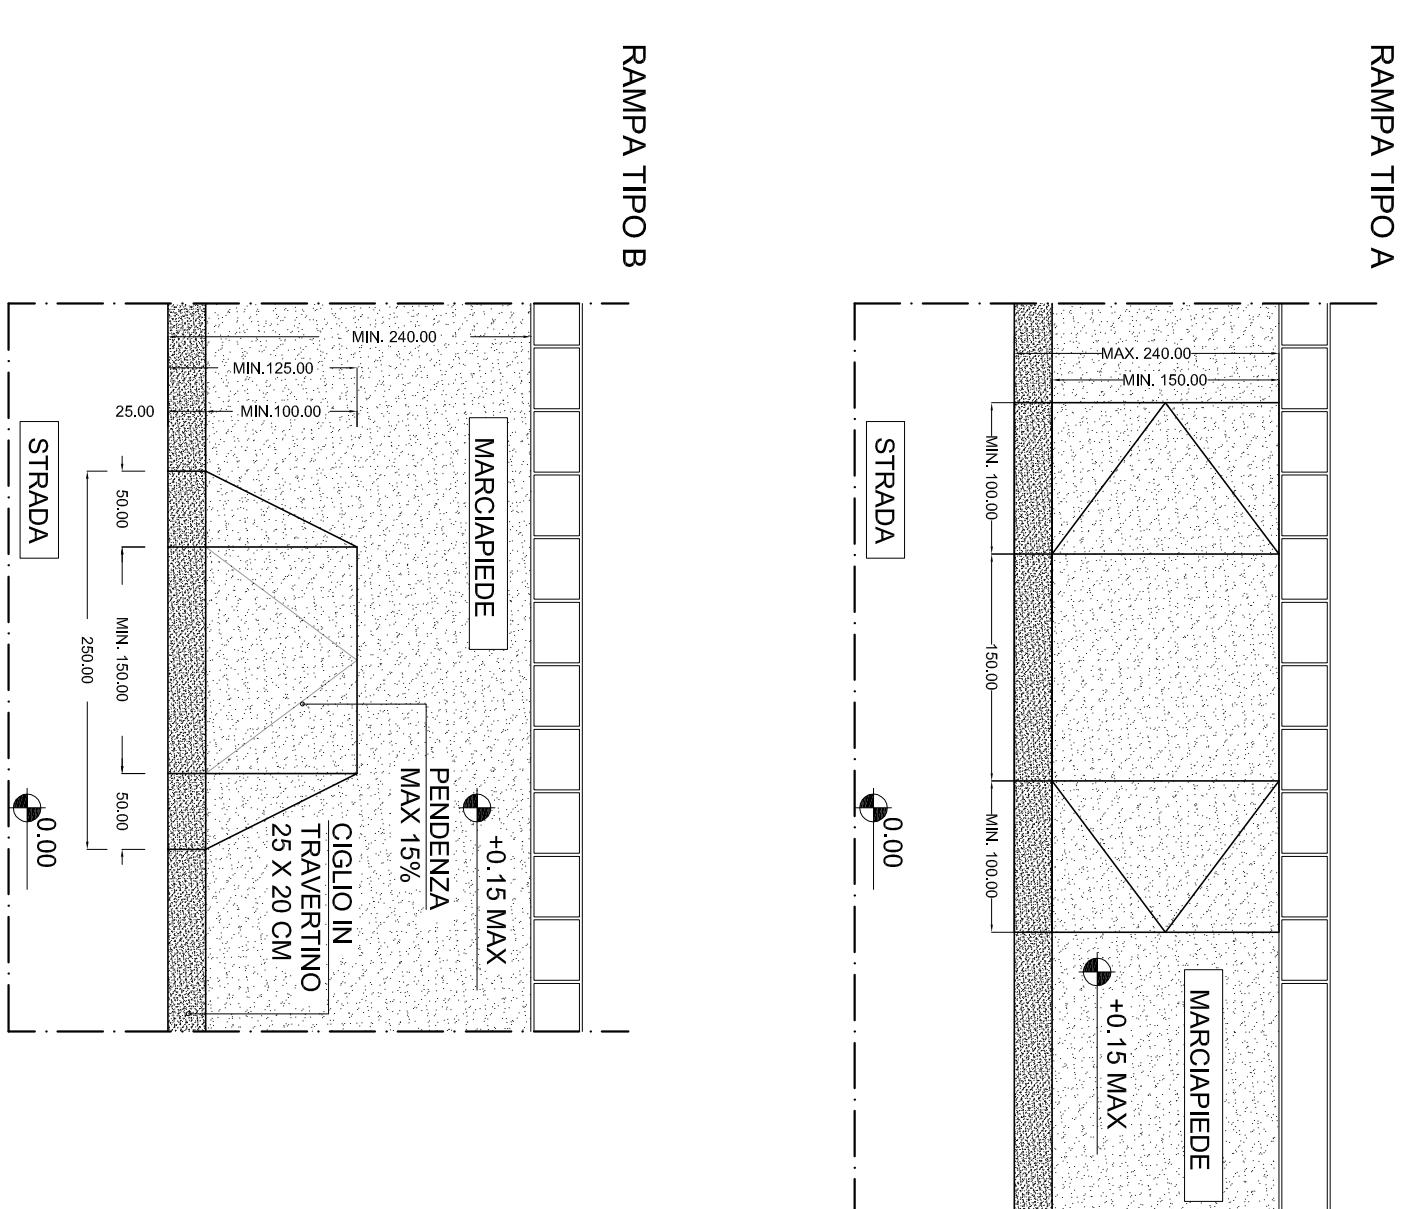 RAMPA TIPO A
MAX. 240.00
MIN. 150.00
MIN. 100.00
150.00
MIN. 100.00
STRADA
0.00
MARCIAPIEDE
+0.15 MAX
RAMPA TIPO B
MIN. 240.00
MIN.125.00
MIN.100.00
25.00
MARCIAPIEDE
STRADA
50.00
MIN. 150.00
50.00
250.00
+0.15 MAX
PENDENZA
MAX 15%
CIGLIO IN
TRAVERTINO
25 X 20 CM
0.00